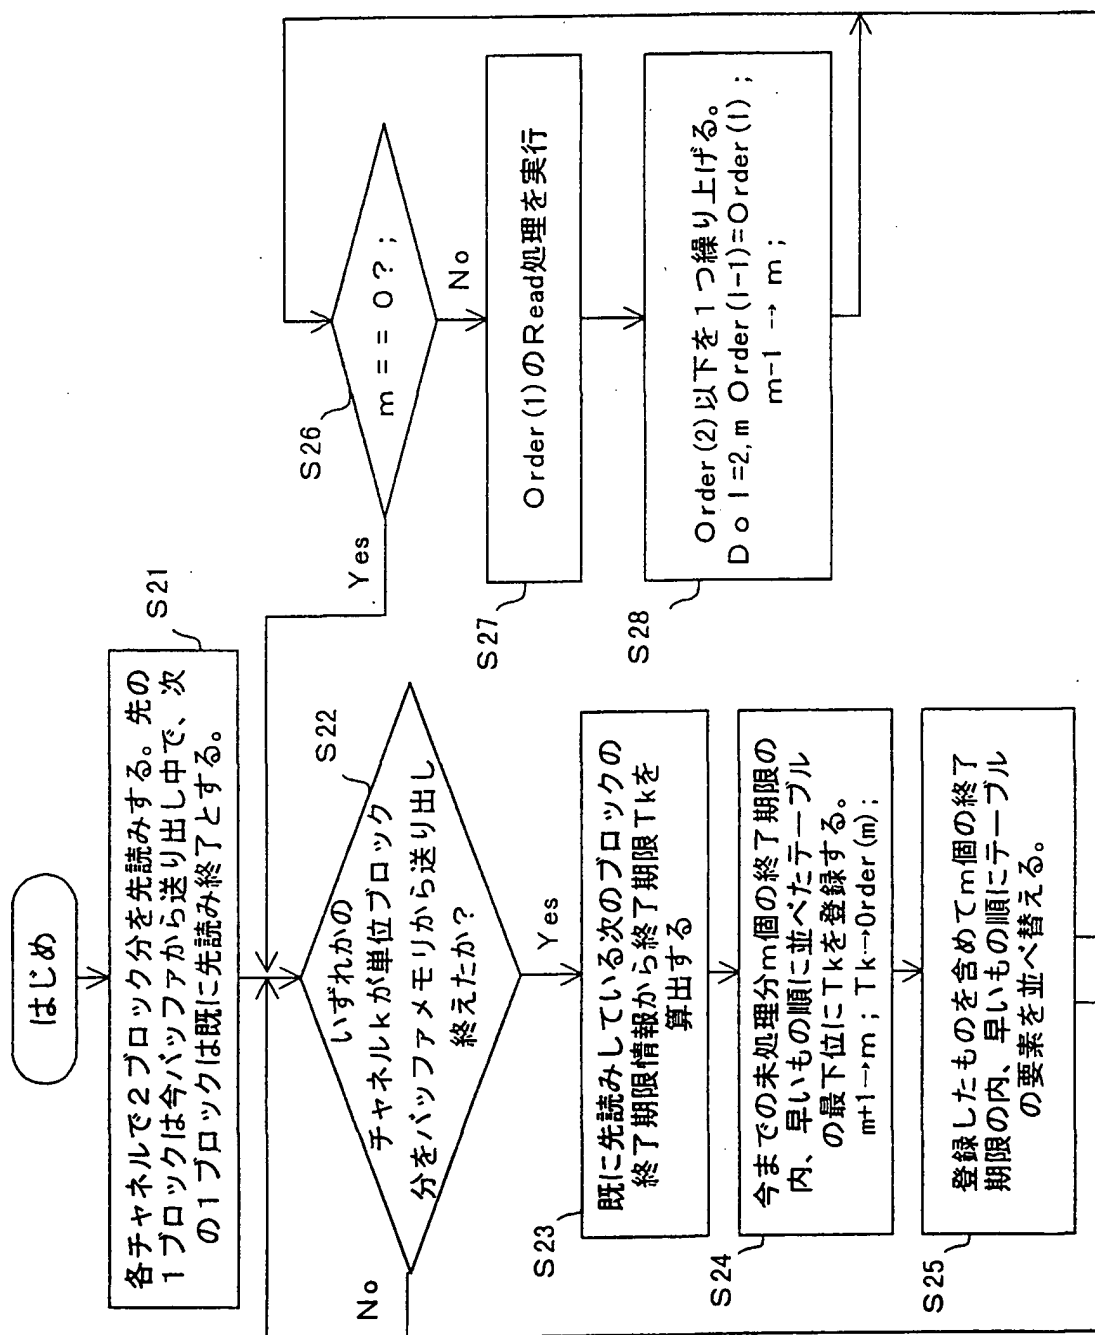 はじめ
S21
各チャネルで2ブロック分を先読みする。先の
1ブロックは今バッファから送り出し中で、次
の1ブロックは既に先読み終了とする。
S22
いずれかの
チャネルkが単位ブロック
分をバッファメモリから送り出し
終えたか?
No
Yes
S23
既に先読みしている次のブロックの
終了期限情報から終了期限Tkを
算出する
S24
今までの未処理分m個の終了期限の
内、早いもの順に並べたテーブル
の最下位にTkを登録する。
m+1→m; Tk→Order(m);
S25
登録したものを含めてm個の終了
期限の内、早いもの順にテーブル
の要素を並べ替える。
S26
m==0?;
Yes
No
S27
Order(1)のRead処理を実行
S28
Order(2)以下を1つ繰り上げる。
Do l=2,m Order(l-1)=Order(l);
m-1→m;